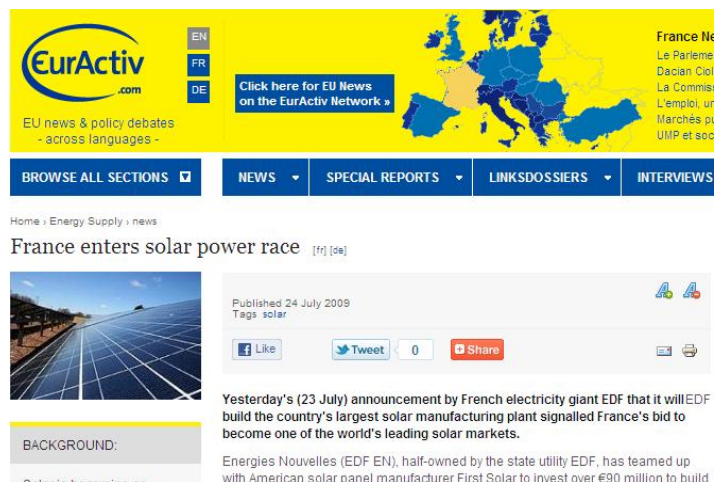 EurActiv
.com
EU news & policy debates
- across languages -
EN
FR
DE
Click here for EU News
on the EurActiv Network »
France Ne
Le Parleme
Dacian Ciol
La Commiss
L'emploi, un
Marchés pu
UMP et soc
BROWSE ALL SECTIONS
NEWS
SPECIAL REPORTS
LINKSDOSSIERS
INTERVIEWS
Home › Energy Supply › news
France enters solar power race [fr] [de]
Published 24 July 2009
Tags solar
Like
Tweet
0
Share
Yesterday's (23 July) announcement by French electricity giant EDF that it will EDF
build the country's largest solar manufacturing plant signalled France's bid to
become one of the world's leading solar markets.
Energies Nouvelles (EDF EN), half-owned by the state utility EDF, has teamed up
with American solar panel manufacturer First Solar to invest over €90 million to build
BACKGROUND: